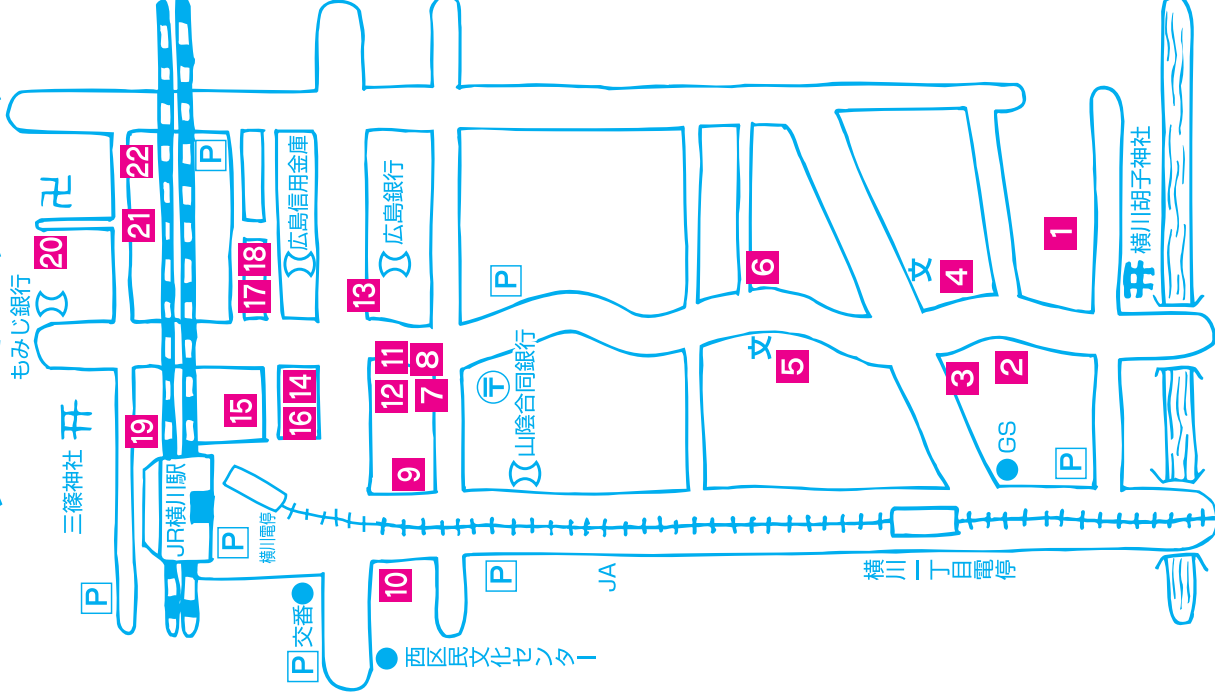 もみじ銀行
20
卍
21
22
P
三篠神社
19
JR横川駅
P
横川電停
P
15
17
18
広島信用金庫
16
14
P
交番
13
広島銀行
12
11
7
8
9
10
西区民文化センター
P
〒
山陰合同銀行
P
JA
6
文
5
文
4
3
2
GS
P
1
横川一丁目電停
横川胡子神社